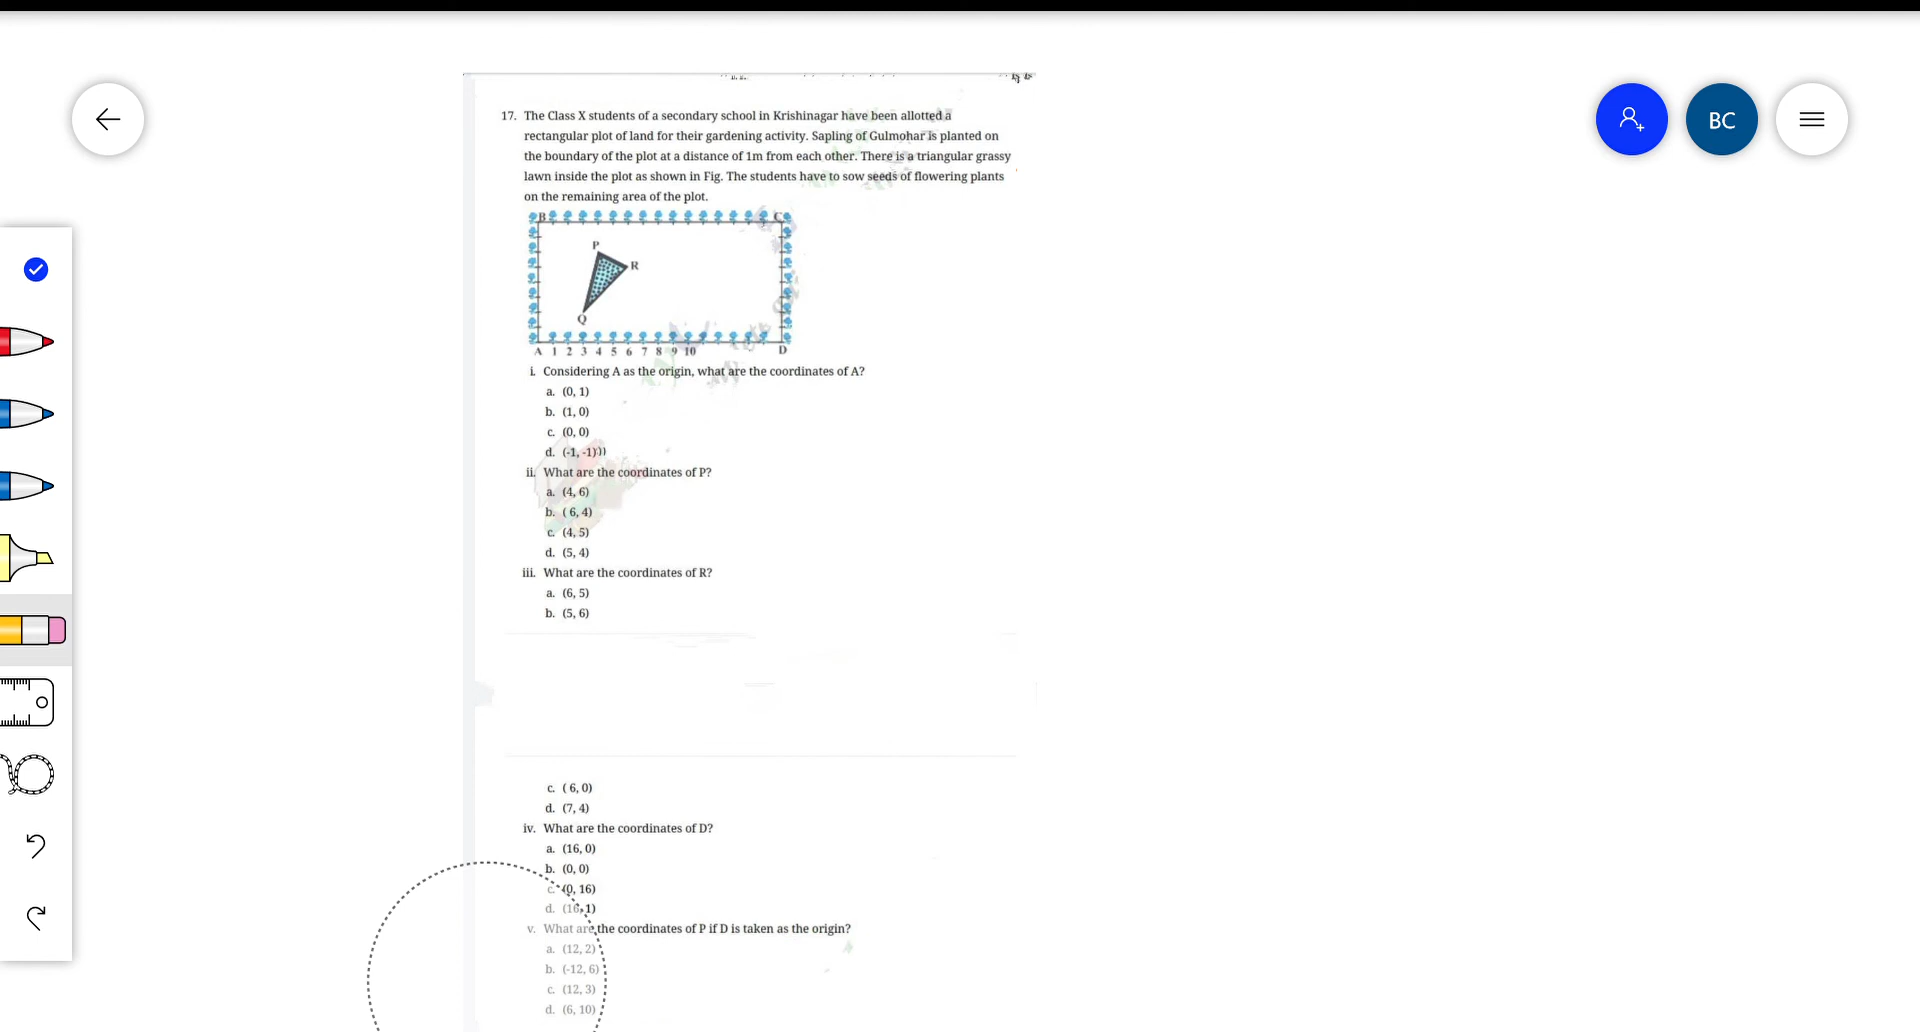 BC
17. The Class X students of a secondary school in Krishinagar have been allotted a
rectangular plot of land for their gardening activity. Sapling of Gulmohar is planted on
the boundary of the plot at a distance of 1m from each other. There is a triangular grassy
lawn inside the plot as shown in Fig. The students have to sow seeds of flowering plants
on the remaining area of the plot.
B C
P
R
Q
A 1 2 3 4 5 6 7 8 9 10 D
i. Considering A as the origin, what are the coordinates of A?
a. (0, 1)
b. (1, 0)
c. (0, 0)
d. (-1, -1)))
ii. What are the coordinates of P?
a. (4, 6)
b. ( 6, 4)
c. (4, 5)
d. (5, 4)
iii. What are the coordinates of R?
a. (6, 5)
b. (5, 6)
c. ( 6, 0)
d. (7, 4)
iv. What are the coordinates of D?
a. (16, 0)
b. (0, 0)
c. (0, 16)
d. (16, 1)
v. What are the coordinates of P if D is taken as the origin?
a. (12, 2)
b. (-12, 6)
c. (12, 3)
d. (6, 10)